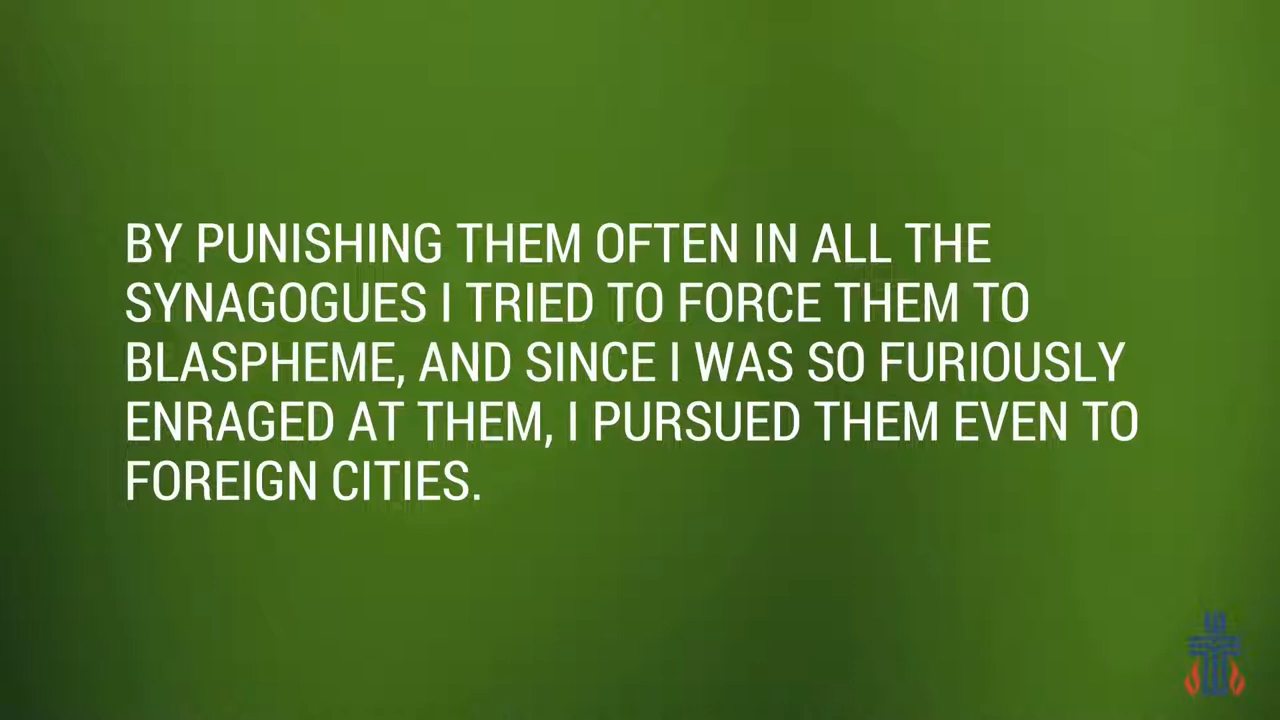 BY PUNISHING THEM OFTEN IN ALL THE
SYNAGOGUES I TRIED TO FORCE THEM TO
BLASPHEME, AND SINCE I WAS SO FURIOUSLY
ENRAGED AT THEM, I PURSUED THEM EVEN TO
FOREIGN CITIES.